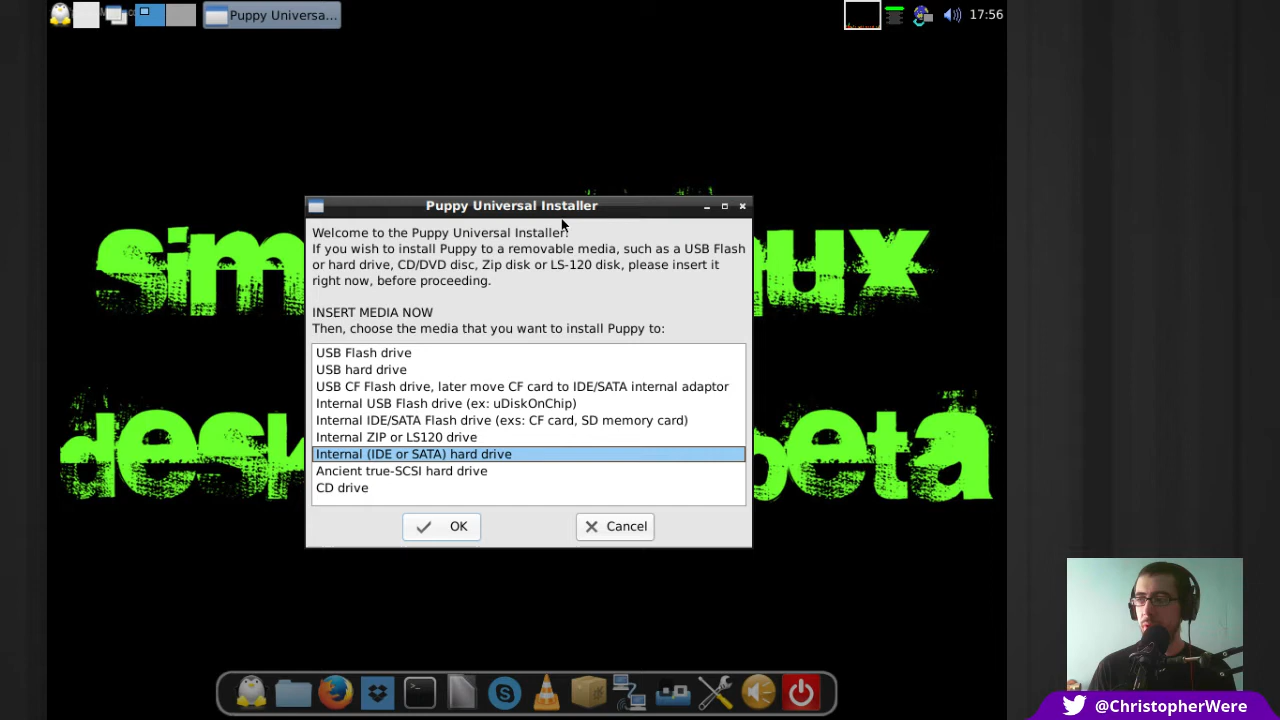 Puppy Universa...
17:56
Puppy Universal Installer
Welcome to the Puppy Universal Installer!
If you wish to install Puppy to a removable media, such as a USB Flash
or hard drive, CD/DVD disc, Zip disk or LS-120 disk, please insert it
right now, before proceeding.
INSERT MEDIA NOW
Then, choose the media that you want to install Puppy to:
USB Flash drive
USB hard drive
USB CF Flash drive, later move CF card to IDE/SATA internal adaptor
Internal USB Flash drive (ex: uDiskOnChip)
Internal IDE/SATA Flash drive (exs: CF card, SD memory card)
Internal ZIP or LS120 drive
Internal (IDE or SATA) hard drive
Ancient true-SCSI hard drive
CD drive
OK Cancel
beta
@ChristopherWere